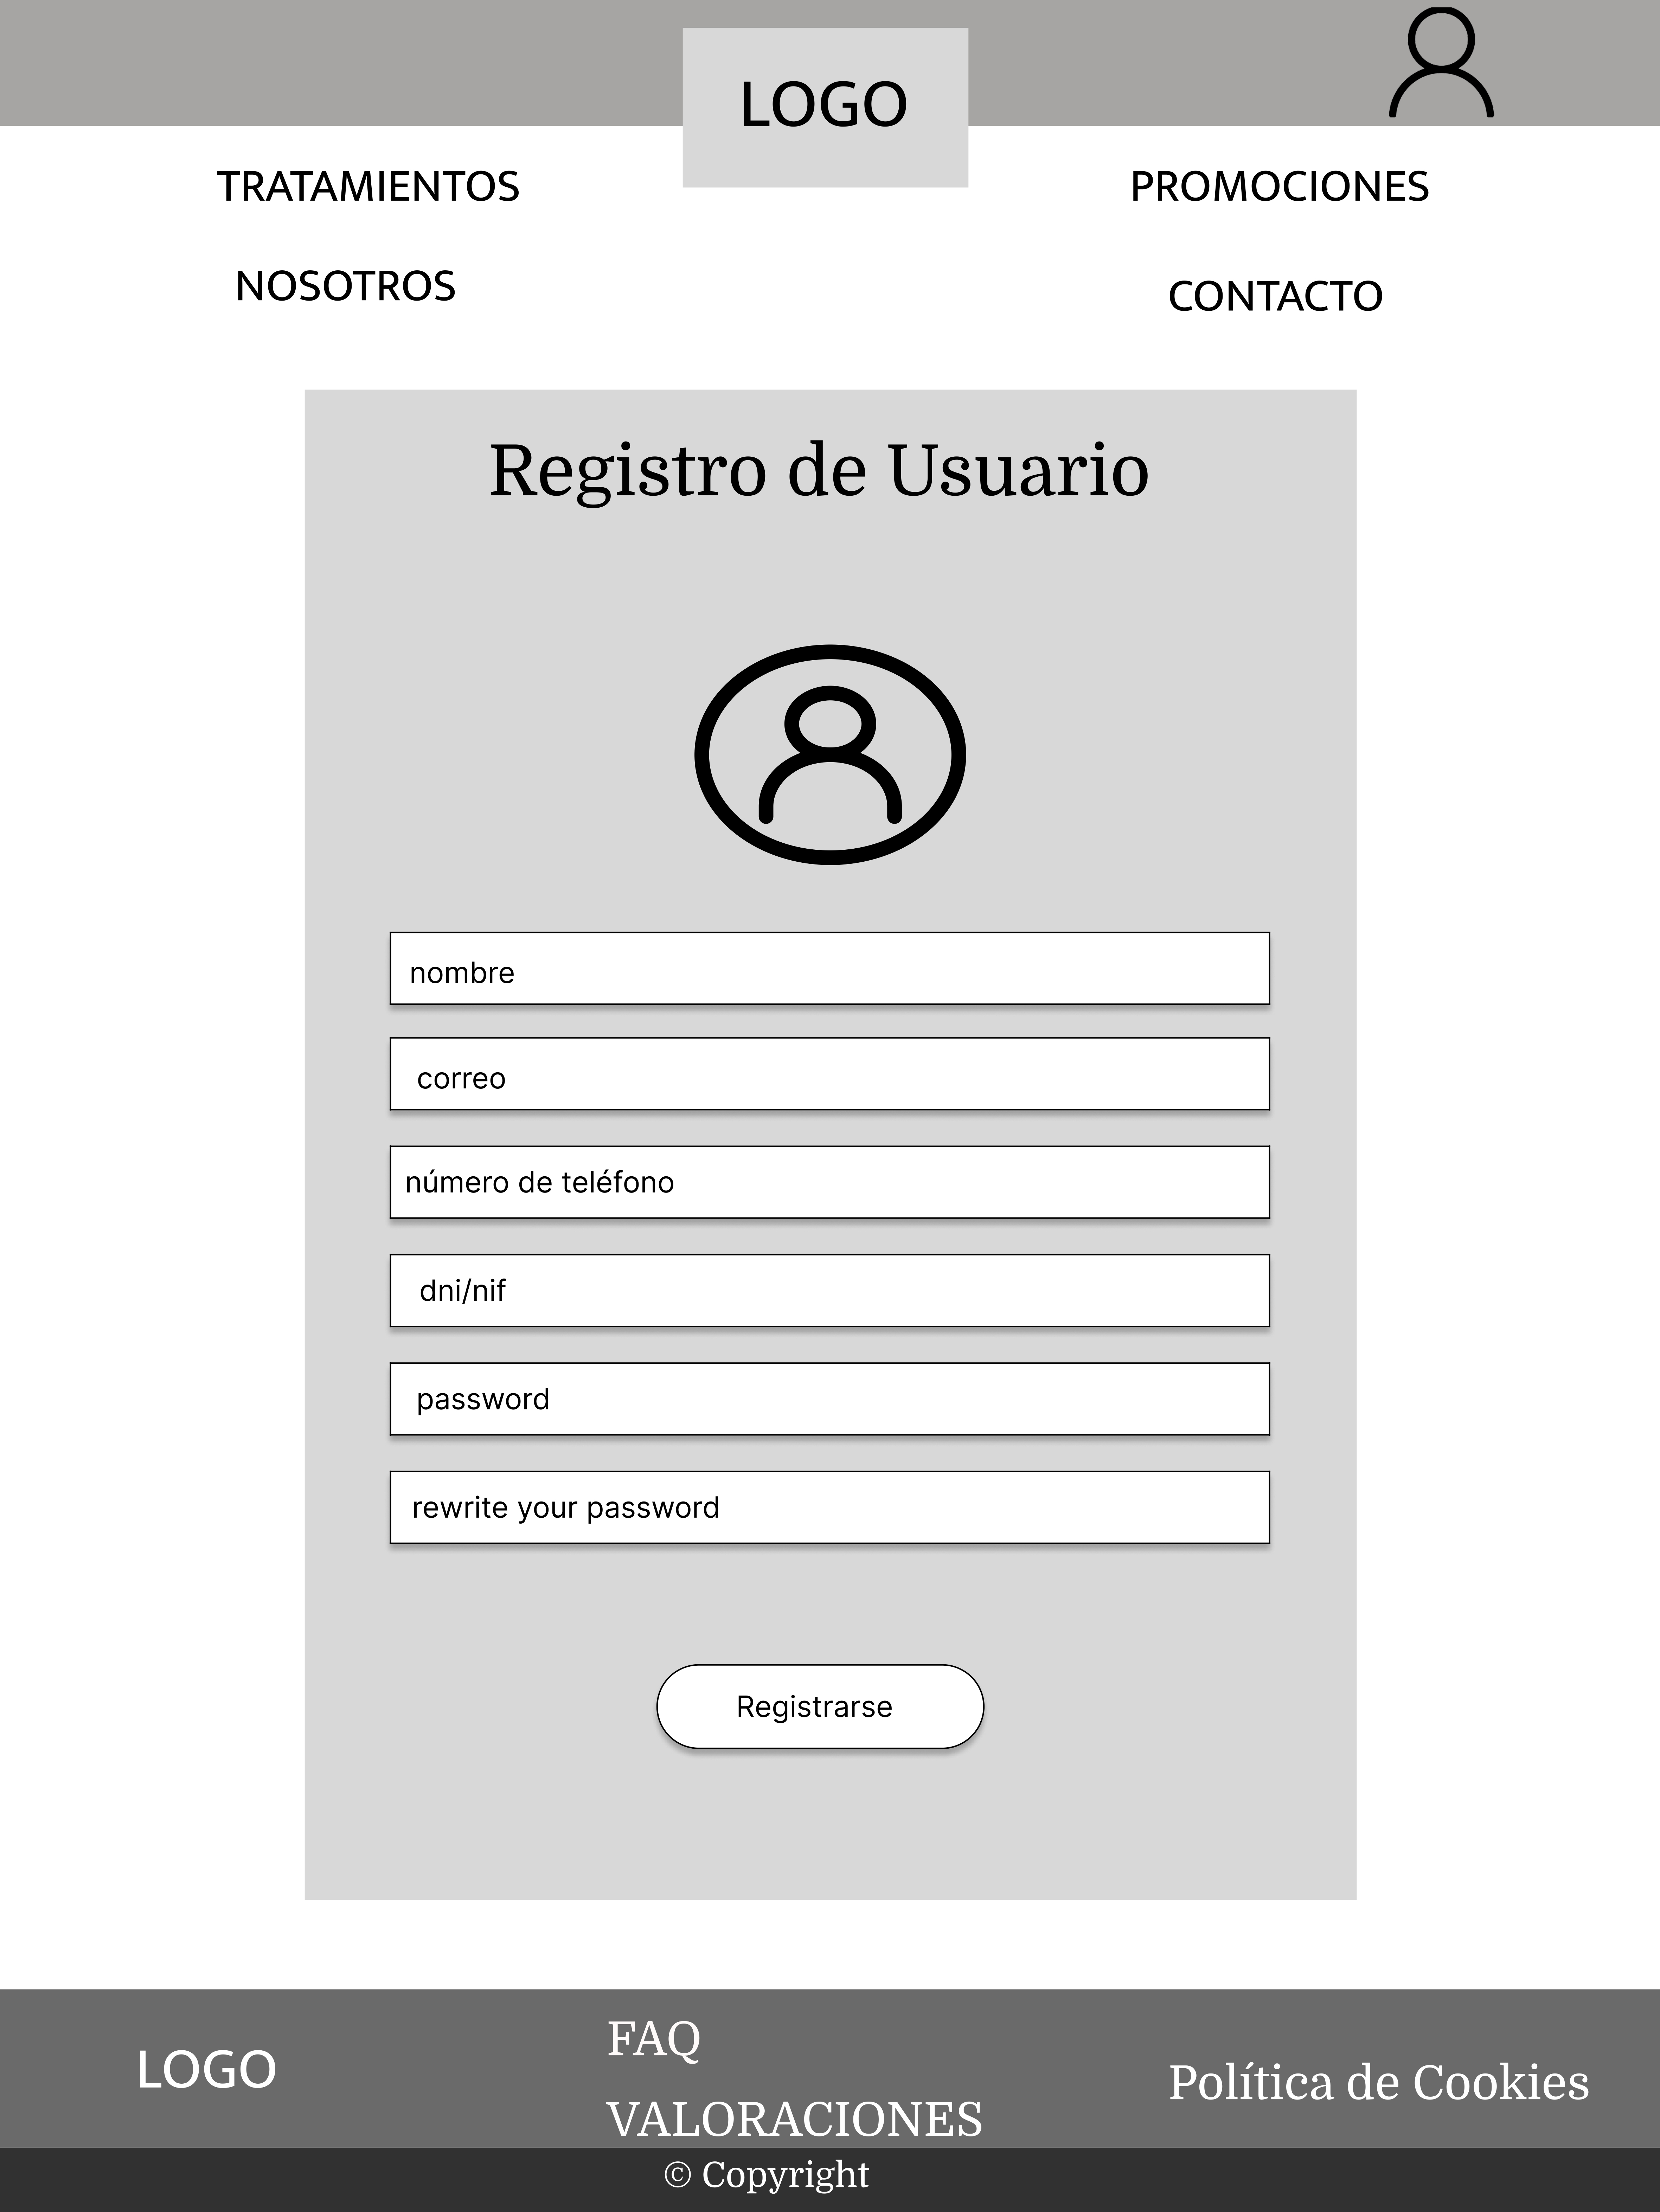 LOGO
TRATAMIENTOS
PROMOCIONES
NOSOTROS
CONTACTO
Registro de Usuario
nombre
correo
número de teléfono
dni/nif
password
rewrite your password
Registrarse
LOGO
FAQ
VALORACIONES
Política de Cookies
© Copyright